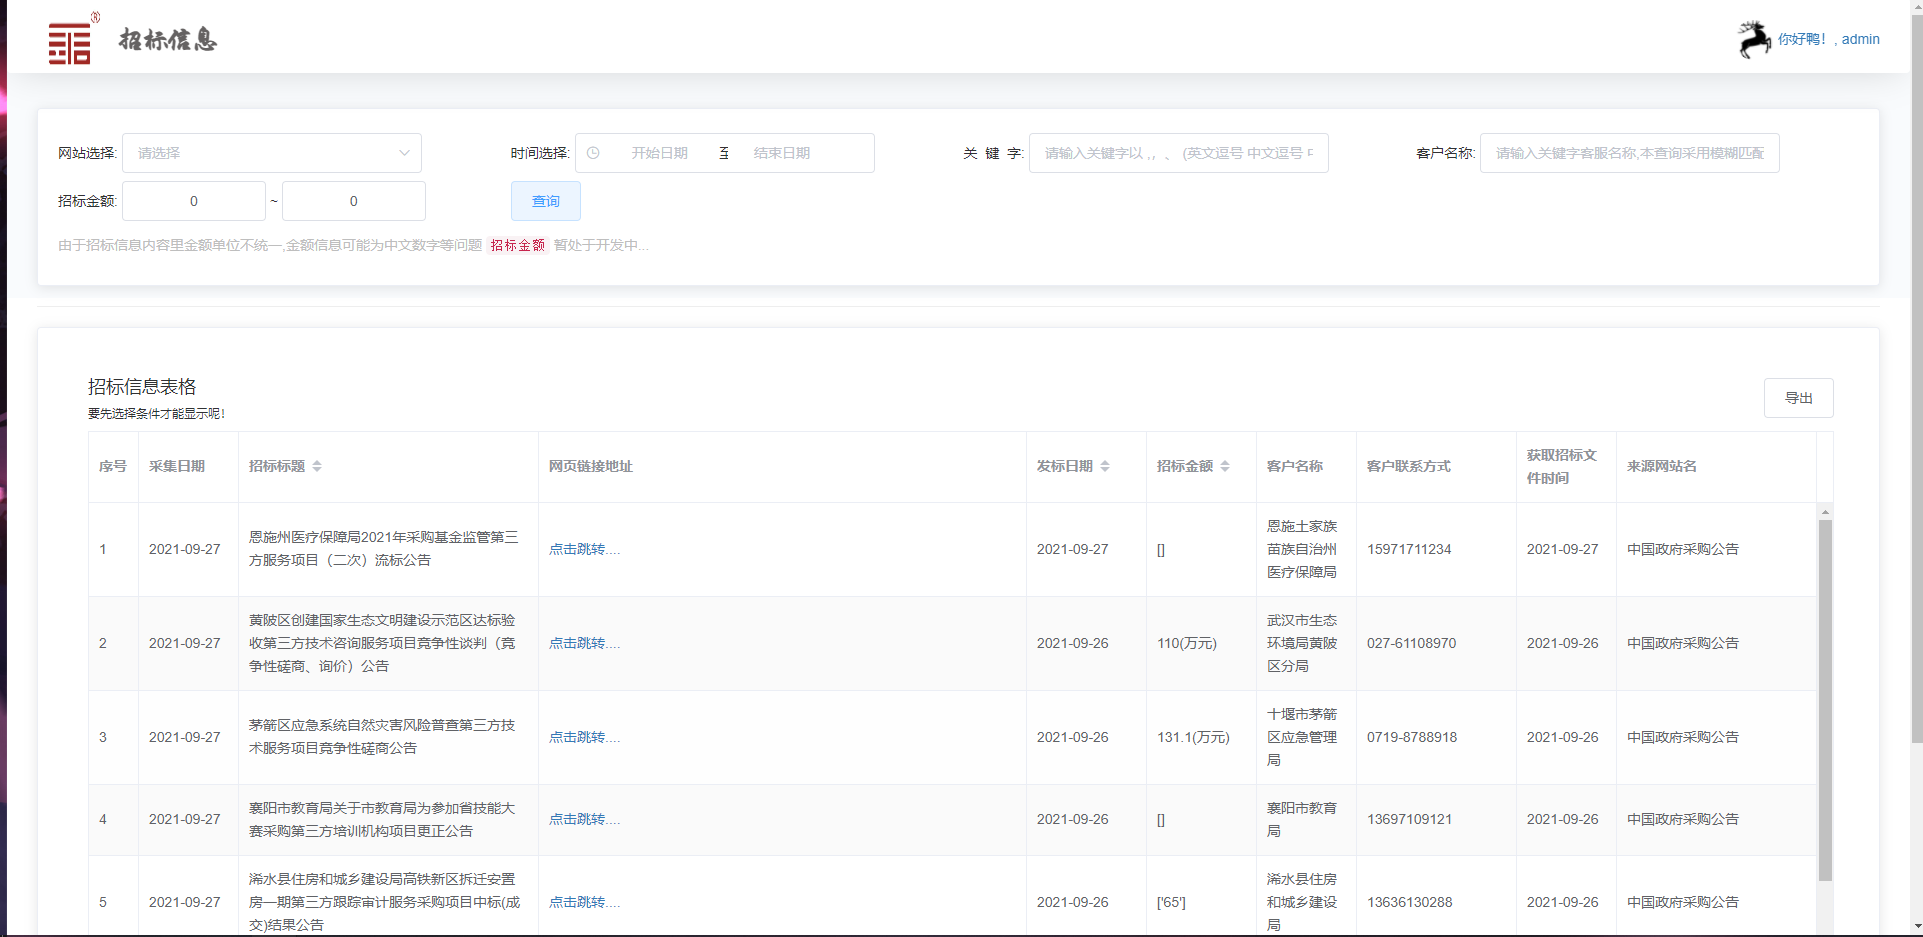 ®
招标信息
你好鸭！, admin
网站选择: 请选择
时间选择: 开始日期 至 结束日期
关 键 字: 请输入关键字以 , ，、 (英文逗号 中文逗号
客户名称: 请输入关键字客服名称,本查询采用模糊匹配
招标金额: 0 ~ 0
查询
由于招标信息内容里金额单位不统一,金额信息可能为中文数字等问题 招标金额 暂处于开发中...
招标信息表格
要先选择条件才能显示呢!
导出
序号 采集日期 招标标题 网页链接地址 发标日期 招标金额 客户名称 客户联系方式 获取招标文
件时间 来源网站名
1 2021-09-27 恩施州医疗保障局2021年采购基金监管第三
方服务项目（二次）流标公告 点击跳转.... 2021-09-27 [] 恩施土家族
苗族自治州
医疗保障局 15971711234 2021-09-27 中国政府采购公告
2 2021-09-27 黄陂区创建国家生态文明建设示范区达标验
收第三方技术咨询服务项目竞争性谈判（竞
争性磋商、询价）公告 点击跳转.... 2021-09-26 110(万元) 武汉市生态
环境局黄陂
区分局 027-61108970 2021-09-26 中国政府采购公告
3 2021-09-27 茅箭区应急系统自然灾害风险普查第三方技
术服务项目竞争性磋商公告 点击跳转.... 2021-09-26 131.1(万元) 十堰市茅箭
区应急管理
局 0719-8788918 2021-09-26 中国政府采购公告
4 2021-09-27 襄阳市教育局关于市教育局为参加省技能大
赛采购第三方培训机构项目更正公告 点击跳转.... 2021-09-26 [] 襄阳市教育
局 13697109121 2021-09-26 中国政府采购公告
5 2021-09-27 浠水县住房和城乡建设局高铁新区拆迁安置
房一期第三方跟踪审计服务采购项目中标(成
交)结果公告 点击跳转.... 2021-09-26 ['65'] 浠水县住房
和城乡建设
局 13636130288 2021-09-26 中国政府采购公告